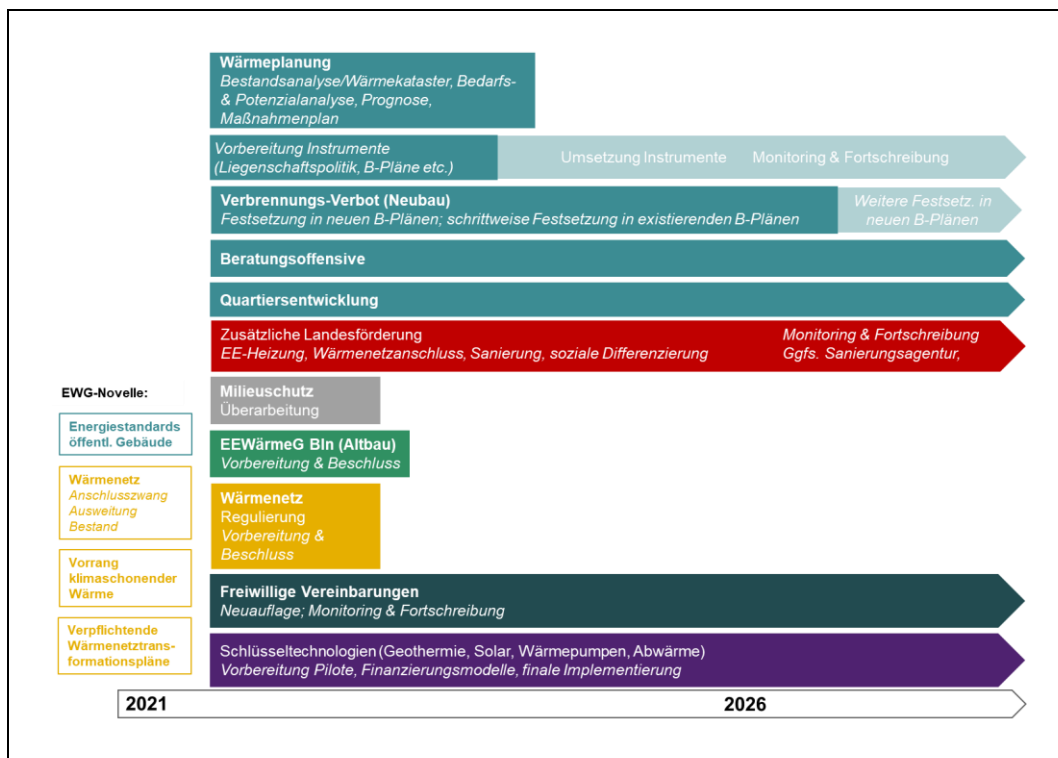 Wärmeplanung
Bestandsanalyse/Wärmekataster, Bedarfs-
& Potenzialanalyse, Prognose,
Maßnahmenplan
Vorbereitung Instrumente
(Liegenschaftspolitik, B-Pläne etc.)
Umsetzung Instrumente
Monitoring & Fortschreibung
Verbrennungs-Verbot (Neubau)
Festsetzung in neuen B-Plänen; schrittweise Festsetzung in existierenden B-Plänen
Weitere Festsetz. in
neuen B-Plänen
Beratungsoffensive
Quartiersentwicklung
Zusätzliche Landesförderung
EE-Heizung, Wärmenetzanschluss, Sanierung, soziale Differenzierung
Monitoring & Fortschreibung
Ggfs. Sanierungsagentur,
EWG-Novelle:
Energiestandards
öffentl. Gebäude
Wärmenetz
Anschlusszwang
Ausweitung
Bestand
Vorrang
klimaschonender
Wärme
Verpflichtende
Wärmenetztrans-
formationspläne
Milieuschutz
Überarbeitung
EEWärmeG Bln (Altbau)
Vorbereitung & Beschluss
Wärmenetz
Regulierung
Vorbereitung &
Beschluss
Freiwillige Vereinbarungen
Neuauflage; Monitoring & Fortschreibung
Schlüsseltechnologien (Geothermie, Solar, Wärmepumpen, Abwärme)
Vorbereitung Pilote, Finanzierungsmodelle, finale Implementierung
2021
2026